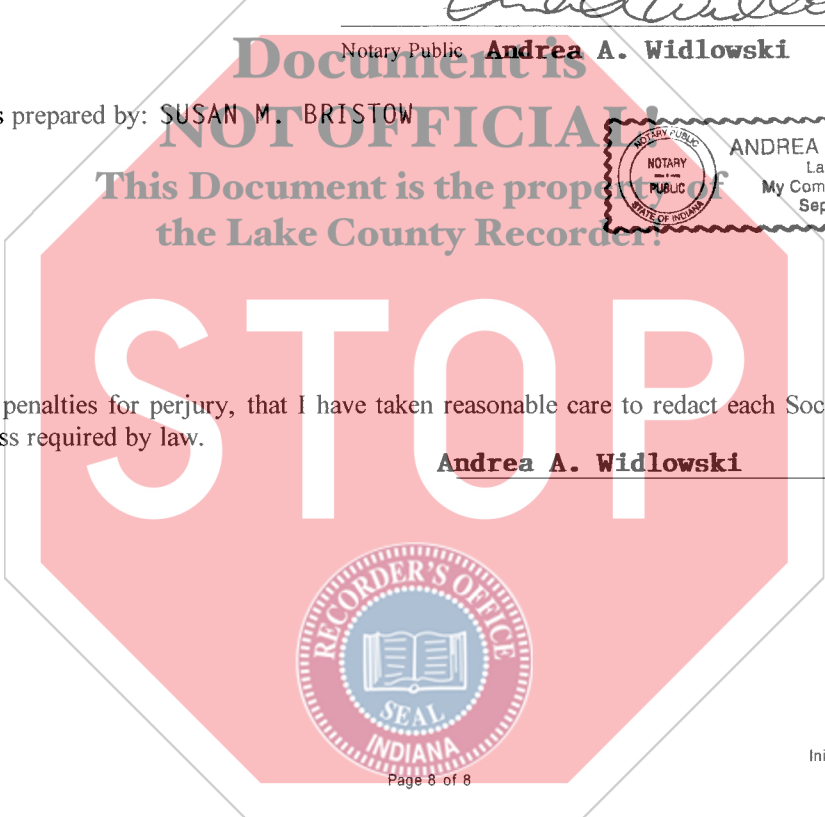 Document is
Notary Public Andrea A. Widlowski
s prepared by: SUSAN M. BRISTOW
NOT OFFICIAL!
This Document is the property of
the Lake County Recorder!
NOTARY PUBLIC
NOTARY
PUBLIC
STATE OF INDIANA
ANDREA
La
My Com
Sep
STOP
penalties for perjury, that I have taken reasonable care to redact each Soc
ss required by law.
Andrea A. Widlowski
RECORDER'S OFFICE
SEAL
INDIANA
Ini
Page 8 of 8